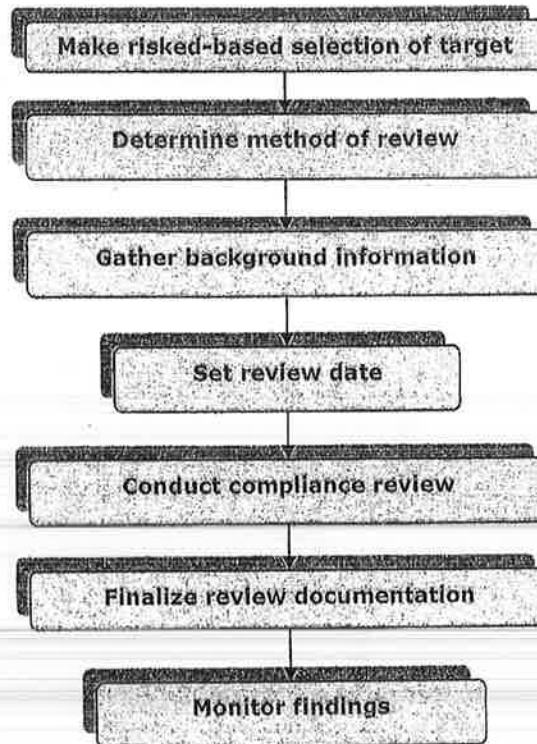 Make risked-based selection of target
Determine method of review
Gather background information
Set review date
Conduct compliance review
Finalize review documentation
Monitor findings